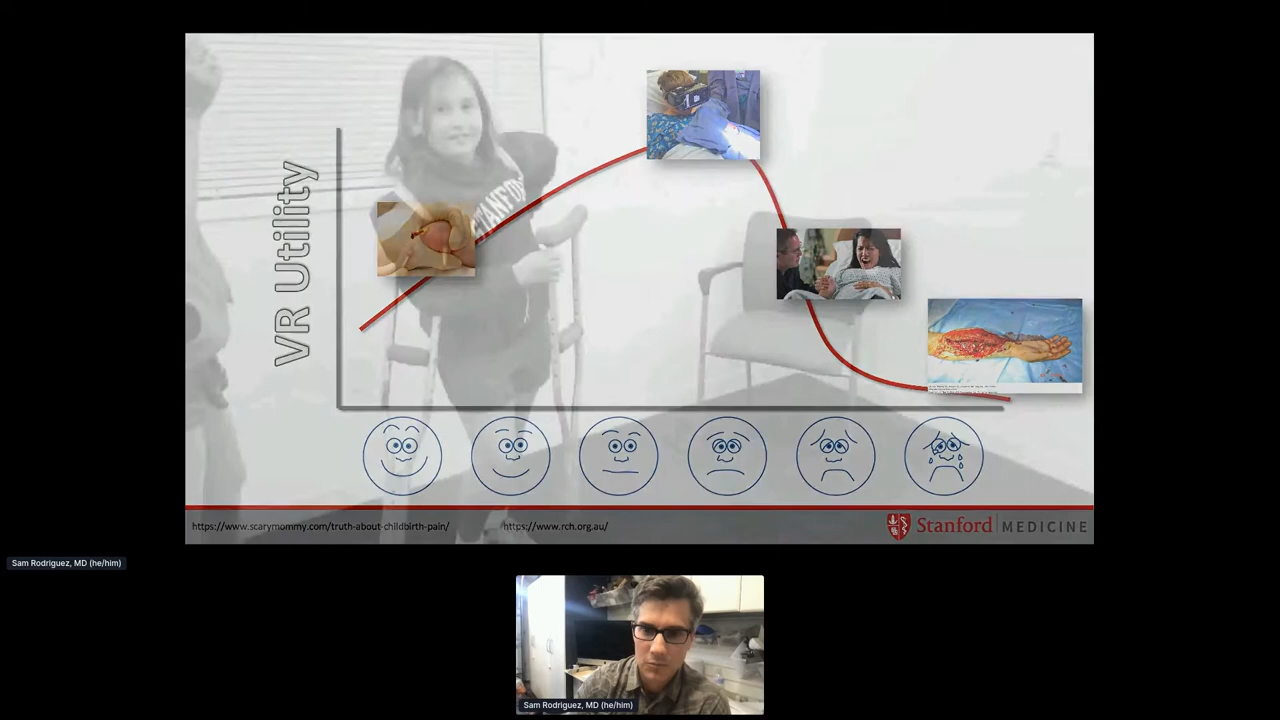 VR Utility
STANFO
https://www.scarymommy.com/truth-about-childbirth-pain/
https://www.rch.org.au/
Stanford MEDICINE
Sam Rodriguez, MD (he/him)
Sam Rodriguez, MD (he/him)